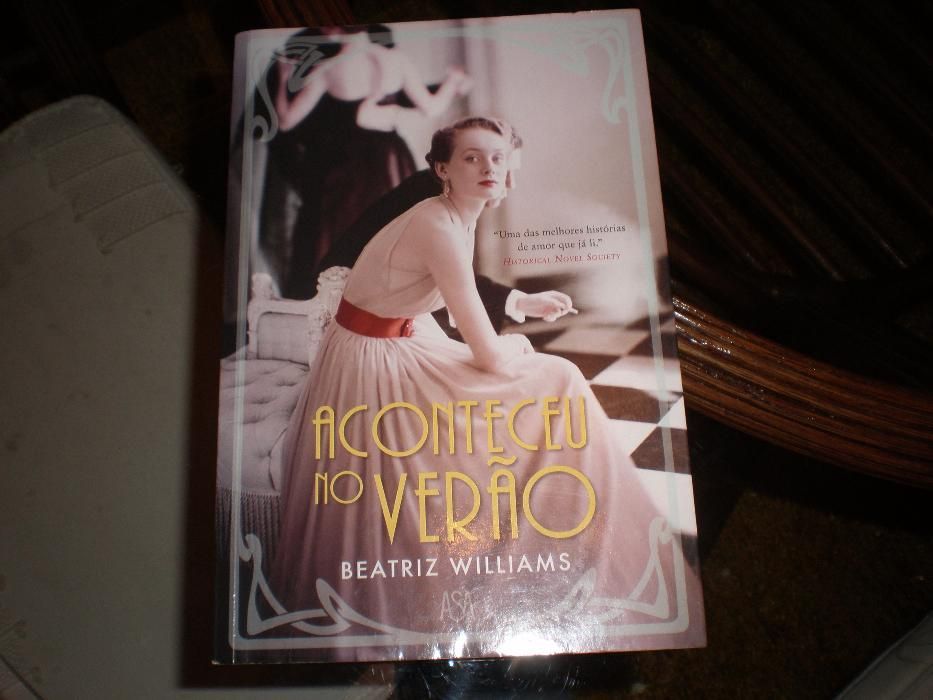 “Uma das melhores histórias
de amor que já li.”
Historical Novel Society
ACONTECEU
NO VERÃO
BEATRIZ WILLIAMS
ASA